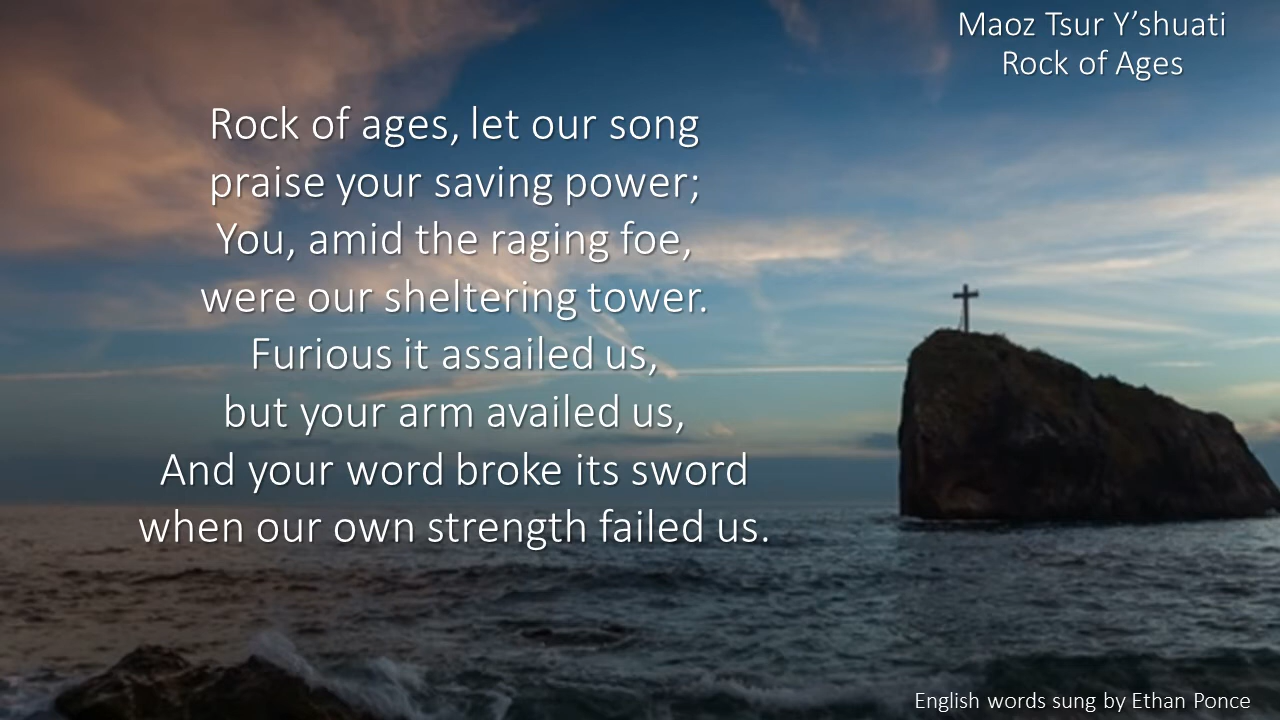 Maoz Tsur Y’shuati
Rock of Ages
Rock of ages, let our song
praise your saving power;
You, amid the raging foe,
were our sheltering tower.
Furious it assailed us,
but your arm availed us,
And your word broke its sword
when our own strength failed us.
English words sung by Ethan Ponce